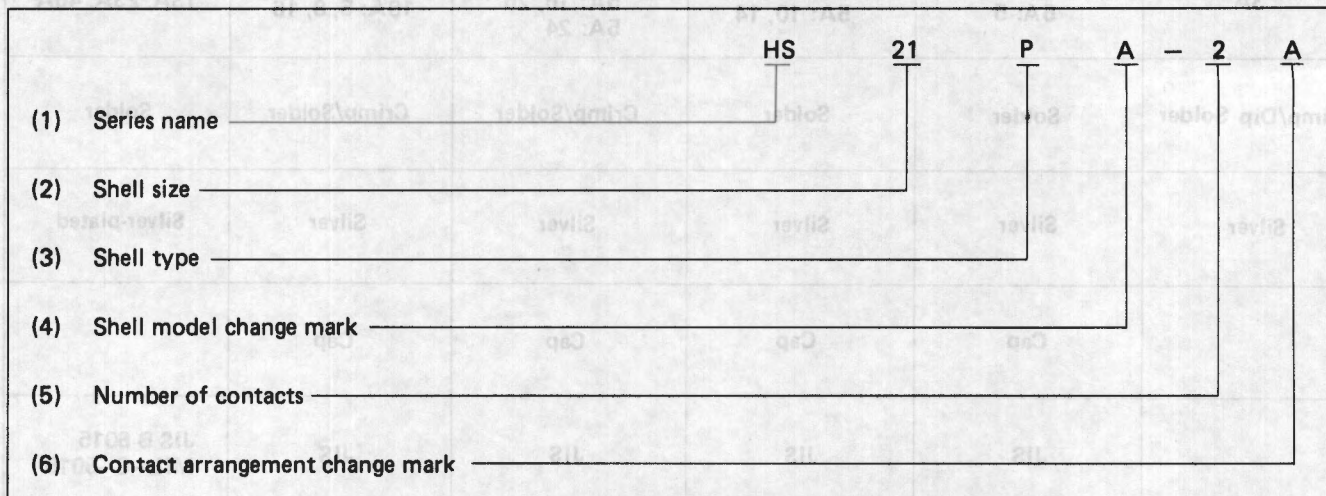 HS 21 P A – 2 A
(1) Series name
(2) Shell size
(3) Shell type
(4) Shell model change mark
(5) Number of contacts
(6) Contact arrangement change mark